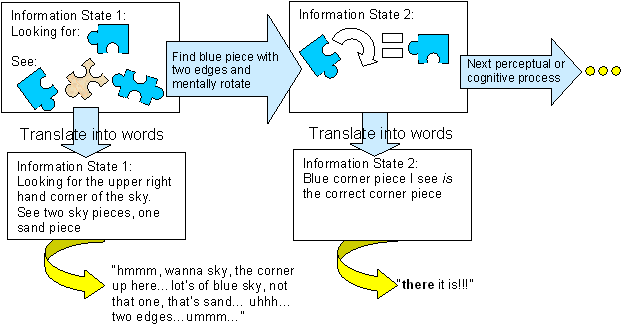 Information State 1:
Looking for:
See:
Find blue piece with
two edges and
mentally rotate
Information State 2:
Next perceptual or
cognitive process
Translate into words
Translate into words
Information State 1:
Looking for the upper right
hand corner of the sky.
See two sky pieces, one
sand piece
Information State 2:
Blue corner piece I see is
the correct corner piece
"hmmm, wanna sky, the corner
up here... lot's of blue sky, not
that one, that's sand... uhhh...
two edges...ummm..."
"there it is!!!"